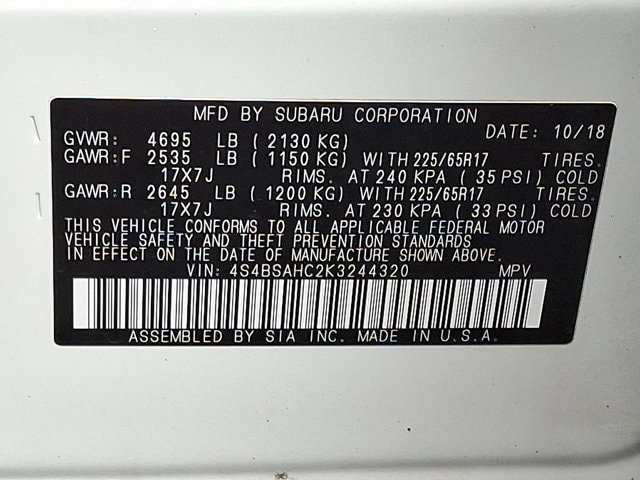 MFD BY SUBARU CORPORATION
DATE: 10/18
GVWR: 4695 LB (2130 KG)
GAWR:F 2535 LB (1150 KG) WITH 225/65R17 TIRES.
17X7J RIMS. AT 240 KPA (35 PSI) COLD
GAWR:R 2645 LB (1200 KG) WITH 225/65R17 TIRES.
17X7J RIMS. AT 230 KPA (33 PSI) COLD
THIS VEHICLE CONFORMS TO ALL APPLICABLE FEDERAL MOTOR
VEHICLE SAFETY AND THEFT PREVENTION STANDARDS
IN EFFECT ON THE DATE OF MANUFACTURE SHOWN ABOVE.
VIN: 4S4BSAHC2K3244320 MPV
ASSEMBLED BY SIA INC. MADE IN U.S.A.